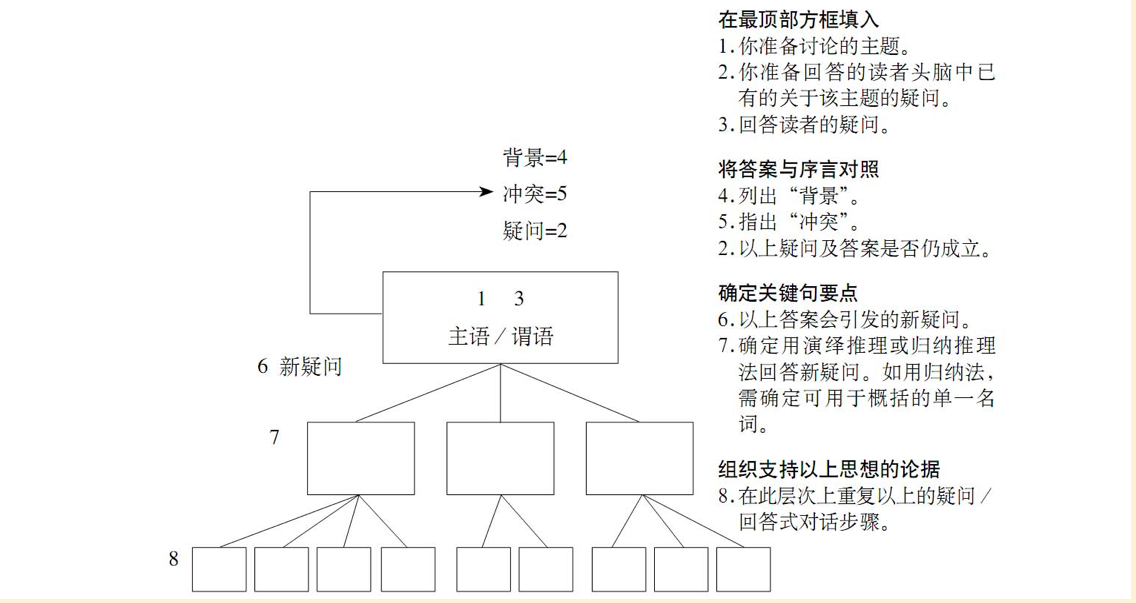 背景=4
冲突=5
疑问=2
1 3
主语／谓语
6 新疑问
7
8
在最顶部方框填入
1.你准备讨论的主题。
2.你准备回答的读者头脑中已
有的关于该主题的疑问。
3.回答读者的疑问。
将答案与序言对照
4.列出“背景”。
5.指出“冲突”。
2.以上疑问及答案是否仍成立。
确定关键句要点
6.以上答案会引发的新疑问。
7.确定用演绎推理或归纳推理
法回答新疑问。如用归纳法，
需确定可用于概括的单一名
词。
组织支持以上思想的论据
8.在此层次上重复以上的疑问／
回答式对话步骤。